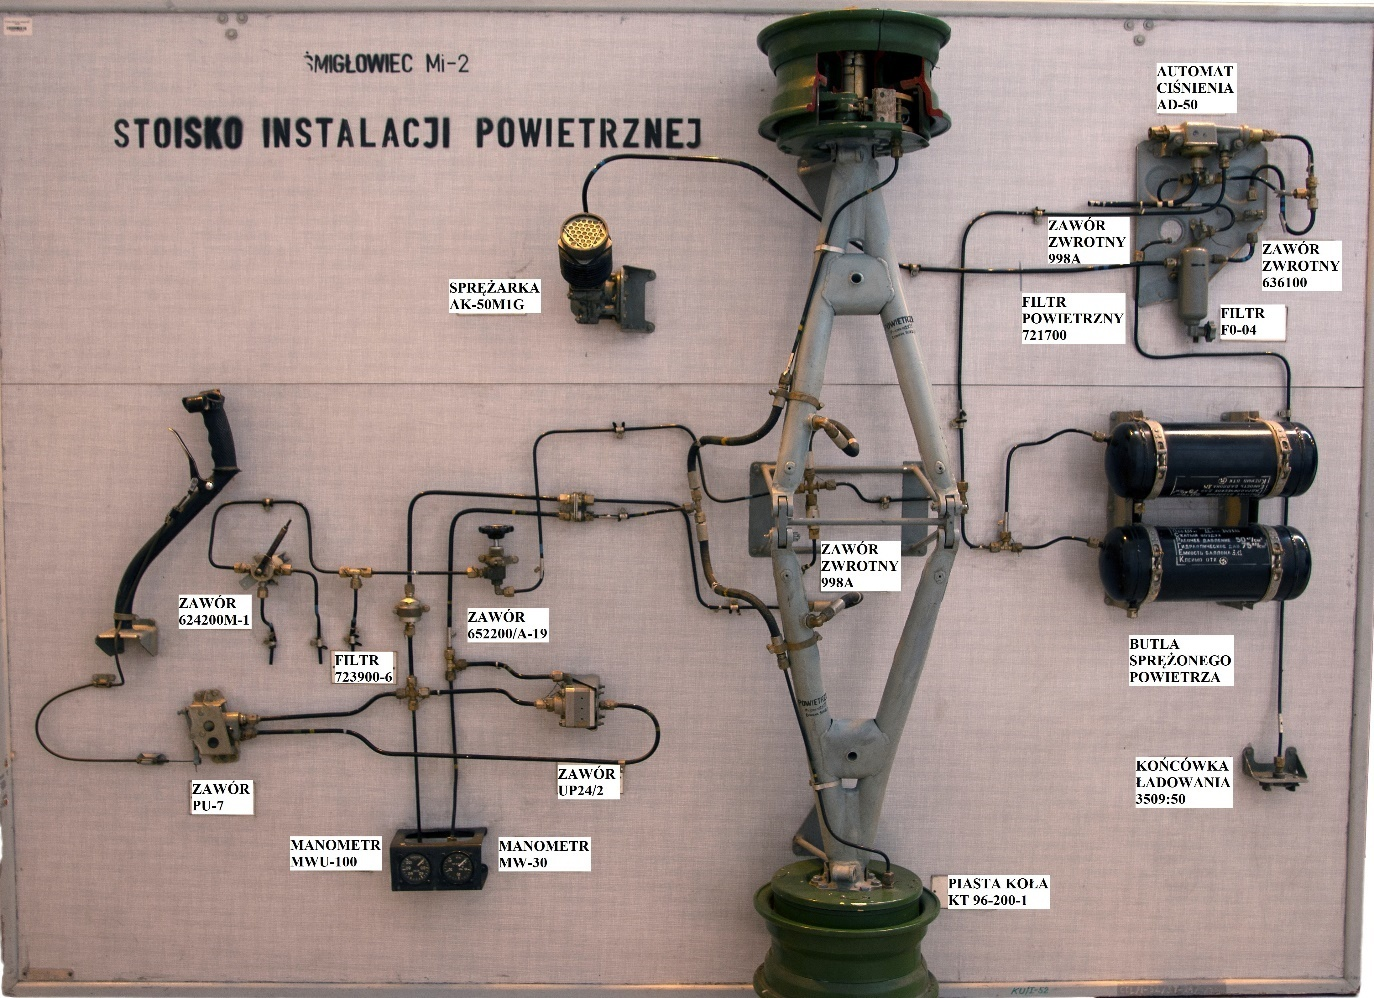 ŚMIGŁOWIEC Mi-2
STOISKO INSTALACJI POWIETRZNEJ
AUTOMAT
CIŚNIENIA
AD-50
ZAWÓR
ZWROTNY
998A
ZAWÓR
ZWROTNY
636100
SPRĘŻARKA
AK-50M1G
FILTR
POWIETRZNY
721700
FILTR
F0-04
POWIETRZE
ZAWÓR
ZWROTNY
998A
ZAWÓR
624200M-1
ZAWÓR
652200/A-19
FILTR
723900-6
BUTLA
SPRĘŻONEGO
POWIETRZA
POWIETRZE
ZAWÓR
PU-7
ZAWÓR
UP24/2
KOŃCÓWKA
ŁADOWANIA
3509:50
MANOMETR
MWU-100
MANOMETR
MW-30
PIASTA KOŁA
KT 96-200-1